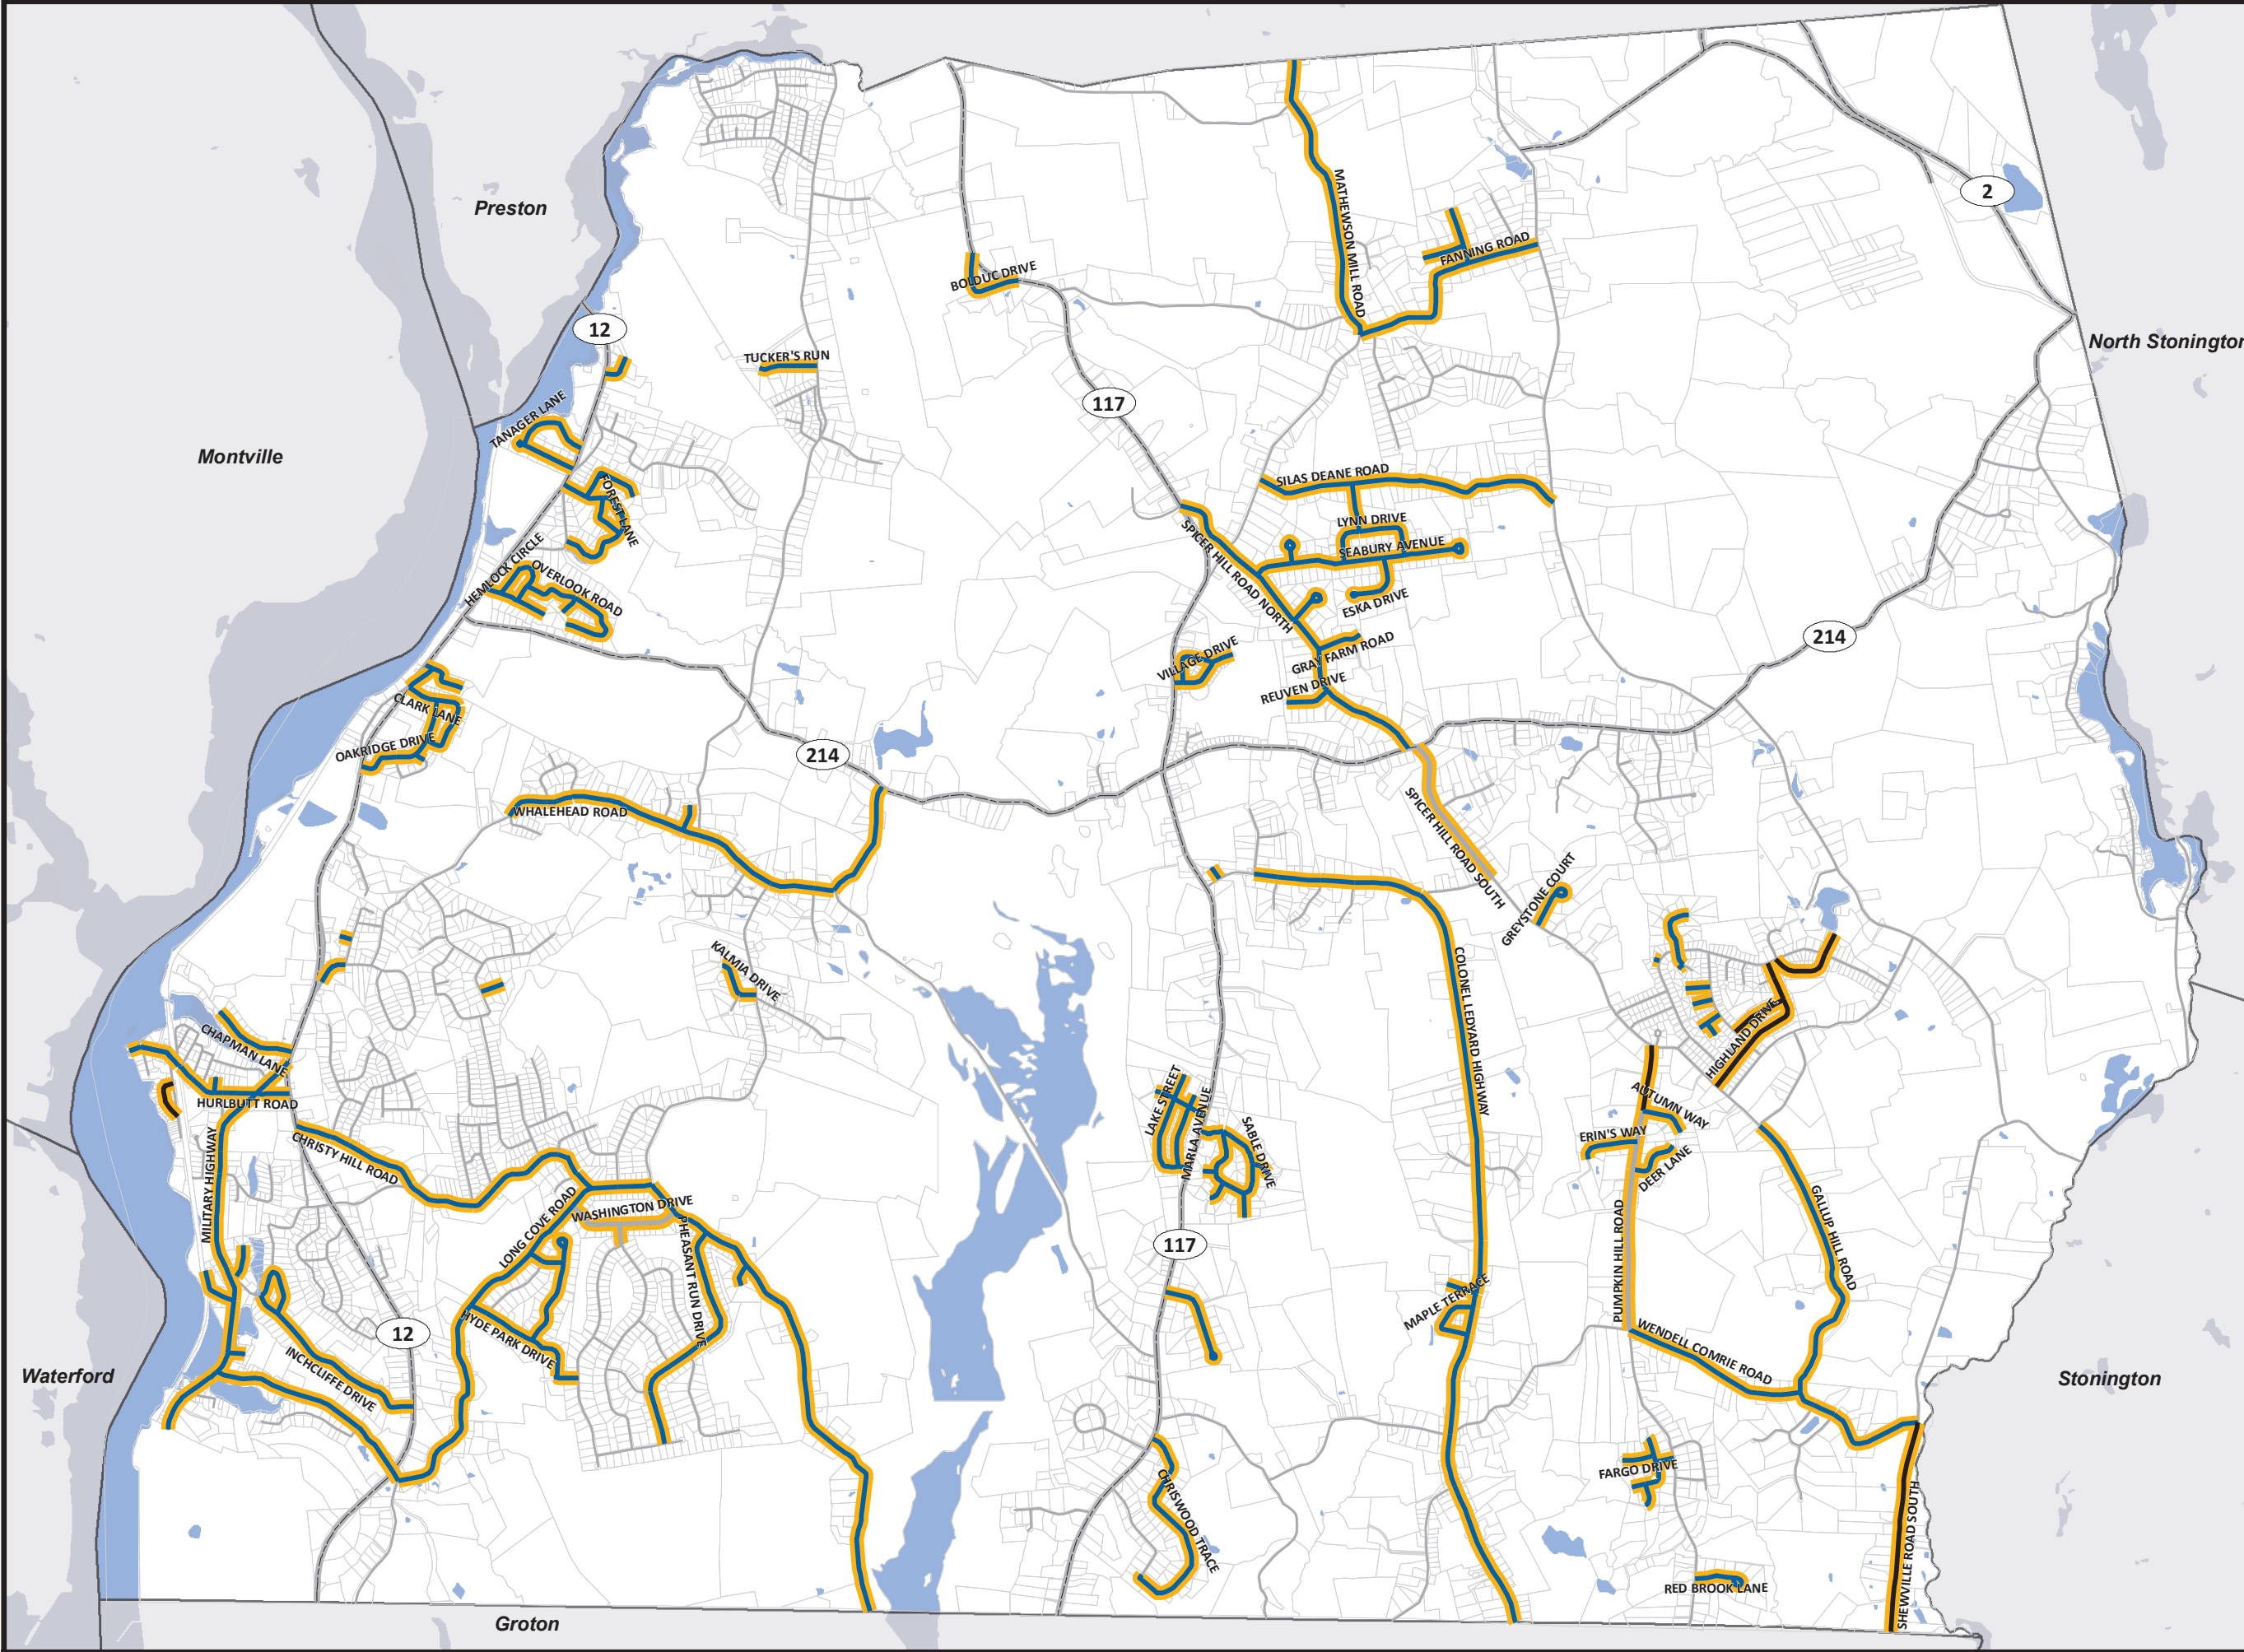 2
Preston
MATHEWSON MILL ROAD
FANNING ROAD
BOLDUC DRIVE
12
North Stonington
TUCKER'S RUN
117
TANAGER LANE
Montville
SILAS DEANE ROAD
FOREST LANE
LYNN DRIVE
SPICER HILL ROAD NORTH
SEABURY AVENUE
HEMLOCK CIRCLE
OVERLOOK ROAD
ESKA DRIVE
214
GRAY FARM ROAD
VILLAGE DRIVE
REUVEN DRIVE
CLARK LANE
OAKRIDGE DRIVE
214
WHALEHEAD ROAD
SPICER HILL ROAD SOUTH
GREYSTONE COURT
KALMIA DRIVE
COLONEL LEDYARD HIGHWAY
CHAPMAN LANE
HIGHLAND DRIVE
HURLBUTT ROAD
LAKE STREET
MARLA AVENUE
SABLE DRIVE
AUTUMN WAY
ERIN'S WAY
DEER LANE
CHRISTY HILL ROAD
MILITARY HIGHWAY
LONG COVE ROAD
WASHINGTON DRIVE
PHEASANT RUN DRIVE
117
PUMPKIN HILL ROAD
GALLUP HILL ROAD
MAPLE TERRACE
12
HYDE PARK DRIVE
WENDELL COMRIE ROAD
INCHCLIFFE DRIVE
Waterford
Stonington
FARGO DRIVE
CHRISWOOD TRACE
SHEWVILLE ROAD SOUTH
RED BROOK LANE
Groton